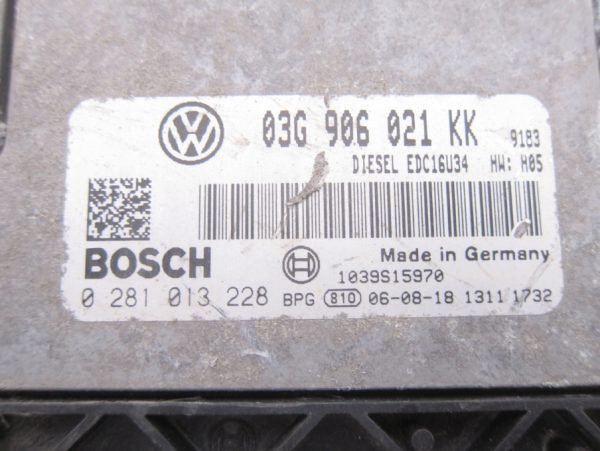 03G 906 021 KK 9183
DIESEL EDC16U34 HW: H05
BOSCH
Made in Germany
1039S15970
0 281 013 228 BPG 810 06-08-18 1311 1732